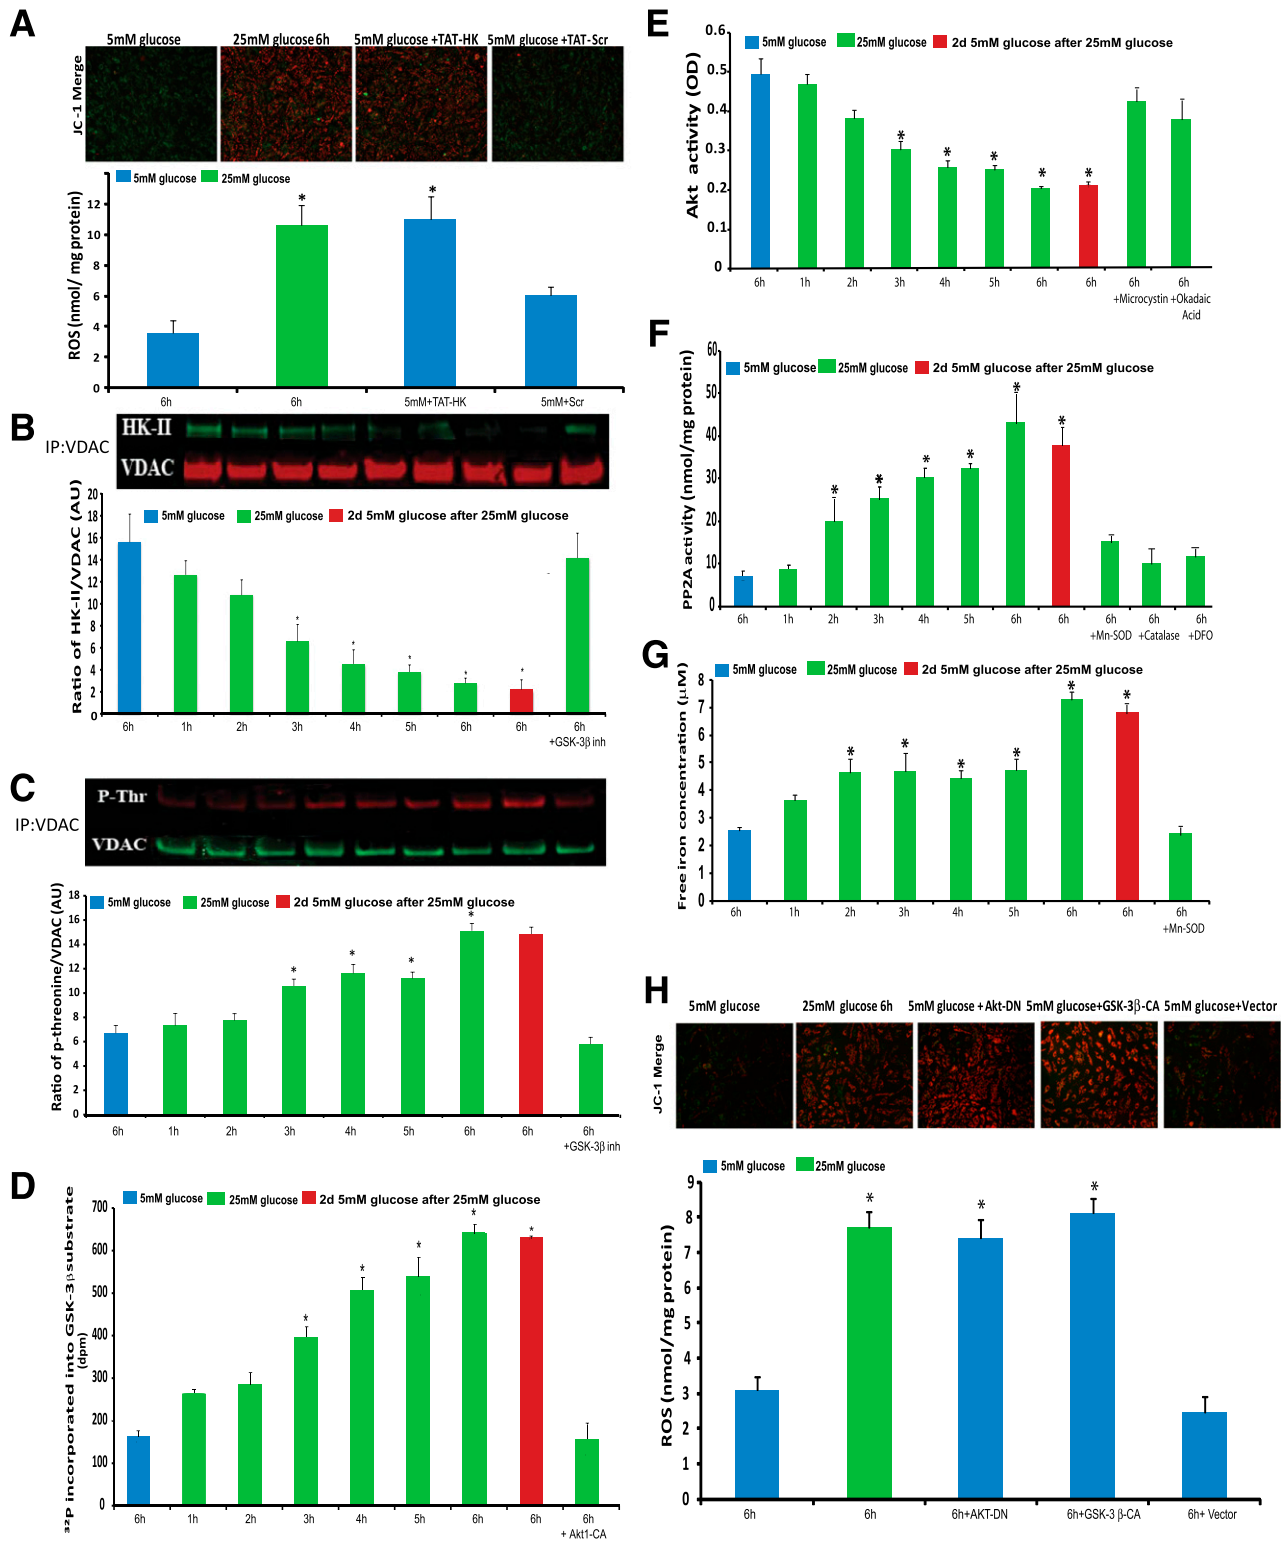 A
5mM glucose
25mM glucose 6h
5mM glucose +TAT-HK
5mM glucose +TAT-Scr
JC -1 Merge
5mM glucose
25mM glucose
ROS (nmol/ mg protein)
12
10
8
6
4
2
0
*
*
6h
6h
5mM+TAT-HK
5mM+Scr
B
IP:VDAC
HK-II
VDAC
5mM glucose
25mM glucose
2d 5mM glucose after 25mM glucose
Ratio of HK-II/VDAC (AU)
20
18
16
14
12
10
8
6
4
2
0
*
*
*
*
*
6h
1h
2h
3h
4h
5h
6h
6h
6h
+GSK-3β inh
C
IP:VDAC
P-Thr
VDAC
5mM glucose
25mM glucose
2d 5mM glucose after 25mM glucose
Ratio of p-threonine/VDAC (AU)
18
16
14
12
10
8
6
4
2
0
*
*
*
*
6h
1h
2h
3h
4h
5h
6h
6h
6h
+GSK-3β inh
D
5mM glucose
25mM glucose
2d 5mM glucose after 25mM glucose
³²P incorporated into GSK-3β substrate
(dpm)
700
600
500
400
300
200
100
0
*
*
*
*
*
6h
1h
2h
3h
4h
5h
6h
6h
6h
+ Akt1-CA
E
5mM glucose
25mM glucose
2d 5mM glucose after 25mM glucose
Akt activity (OD)
0.6
0.5
0.4
0.3
0.2
0.1
0
*
*
*
*
*
6h
1h
2h
3h
4h
5h
6h
6h
6h
6h
+Microcystin
+Okadaic
Acid
F
5mM glucose
25mM glucose
2d 5mM glucose after 25mM glucose
PP2A activity (nmol/mg protein)
60
50
40
30
20
10
0
*
*
*
*
*
*
6h
1h
2h
3h
4h
5h
6h
6h
6h
6h
6h
+Mn-SOD
+Catalase
+DFO
G
5mM glucose
25mM glucose
2d 5mM glucose after 25mM glucose
Free iron concentration (μM)
8
7
6
5
4
3
2
1
0
*
*
*
*
*
*
6h
1h
2h
3h
4h
5h
6h
6h
6h
+Mn-SOD
H
5mM glucose
25mM glucose 6h
5mM glucose +Akt-DN
5mM glucose+GSK-3β-CA
5mM glucose+Vector
JC-1 Merge
5mM glucose
25mM glucose
ROS (nmol/mg protein)
9
8
7
6
5
4
3
2
1
0
*
*
*
6h
6h
6h+AKT-DN
6h+GSK-3 β-CA
6h+ Vector